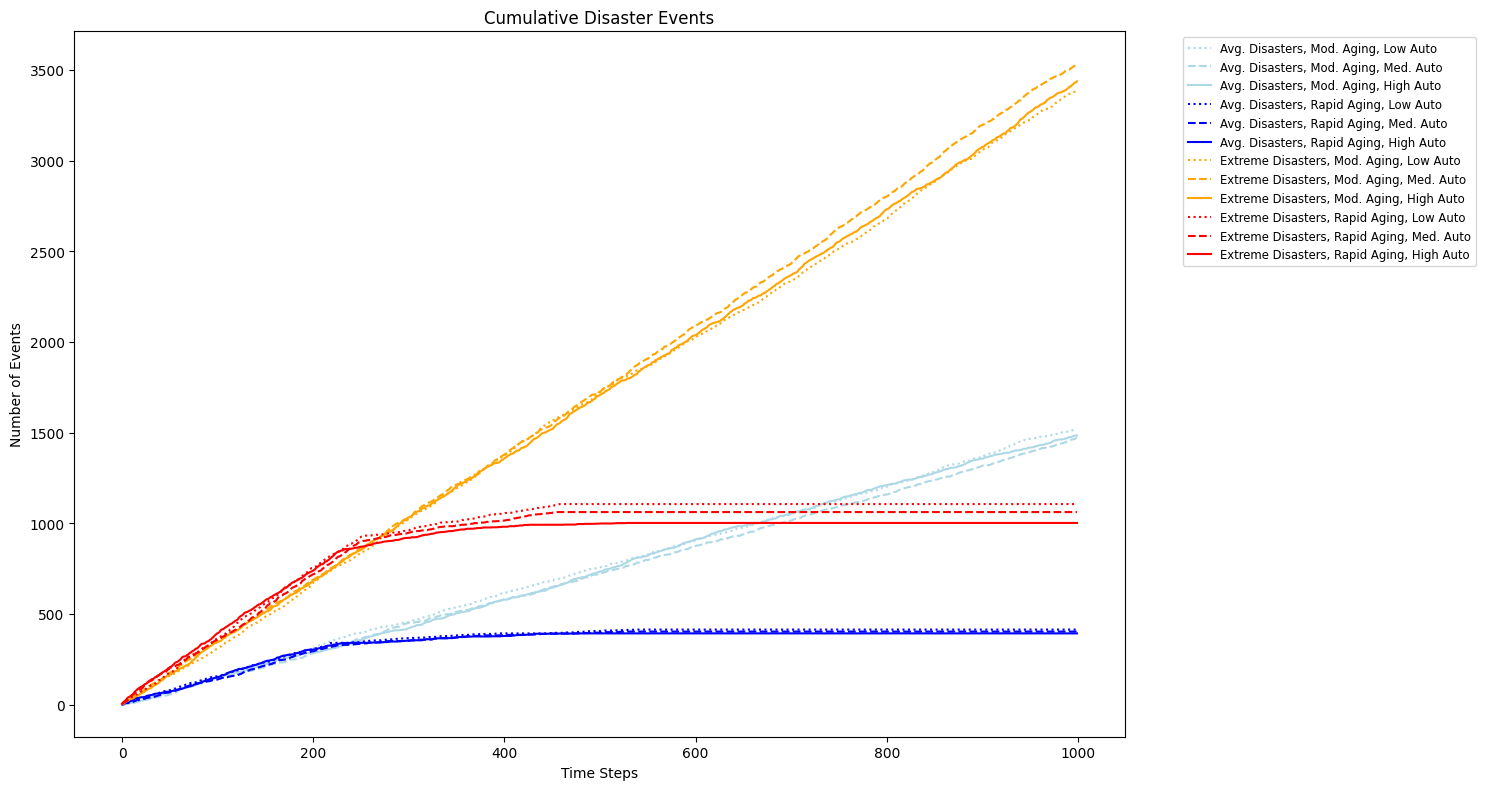 Cumulative Disaster Events
Number of Events
3500
3000
2500
2000
1500
1000
500
0
0 200 400 600 800 1000
Time Steps
Avg. Disasters, Mod. Aging, Low Auto
Avg. Disasters, Mod. Aging, Med. Auto
Avg. Disasters, Mod. Aging, High Auto
Avg. Disasters, Rapid Aging, Low Auto
Avg. Disasters, Rapid Aging, Med. Auto
Avg. Disasters, Rapid Aging, High Auto
Extreme Disasters, Mod. Aging, Low Auto
Extreme Disasters, Mod. Aging, Med. Auto
Extreme Disasters, Mod. Aging, High Auto
Extreme Disasters, Rapid Aging, Low Auto
Extreme Disasters, Rapid Aging, Med. Auto
Extreme Disasters, Rapid Aging, High Auto